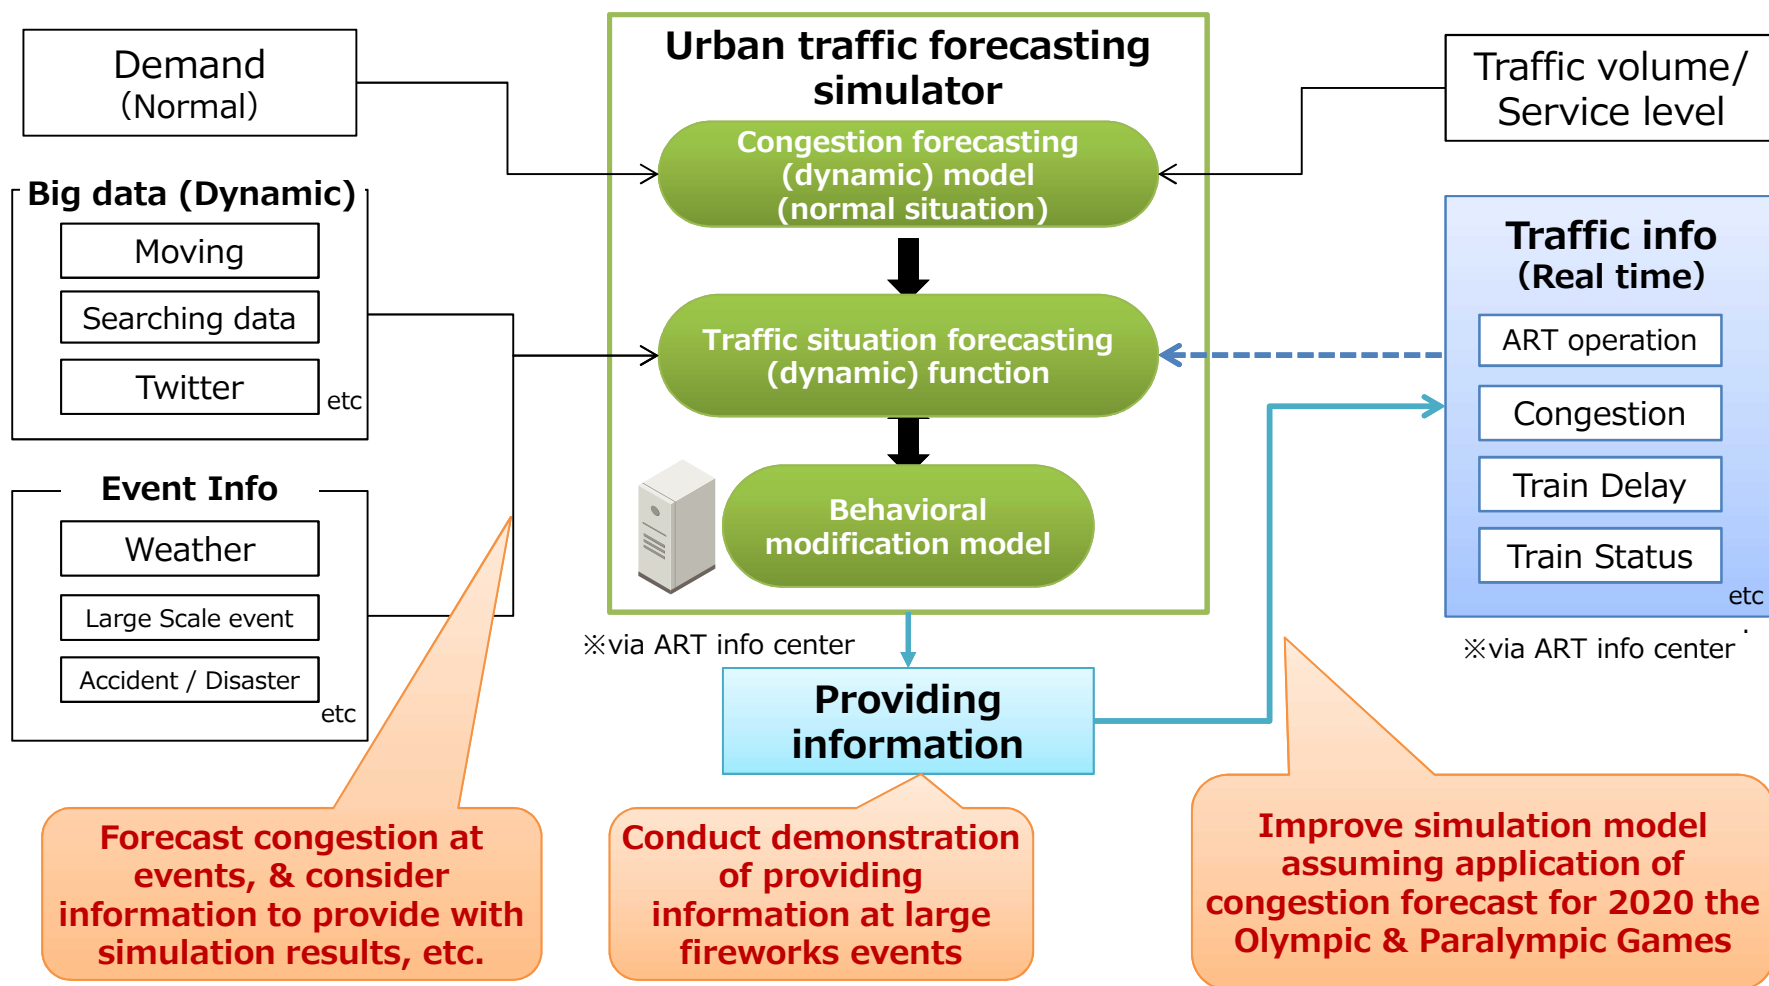 Demand
(Normal)
Big data (Dynamic)
Moving
Searching data
Twitter
etc
Event Info
Weather
Large Scale event
Accident / Disaster
etc
Urban traffic forecasting
simulator
Congestion forecasting
(dynamic) model
(normal situation)
Traffic situation forecasting
(dynamic) function
Behavioral
modification model
※via ART info center
Providing
information
Traffic volume/
Service level
Traffic info
(Real time)
ART operation
Congestion
Train Delay
Train Status
etc
.
※via ART info center
Forecast congestion at
events, & consider
information to provide with
simulation results, etc.
Conduct demonstration
of providing
information at large
fireworks events
Improve simulation model
assuming application of
congestion forecast for 2020 the
Olympic & Paralympic Games